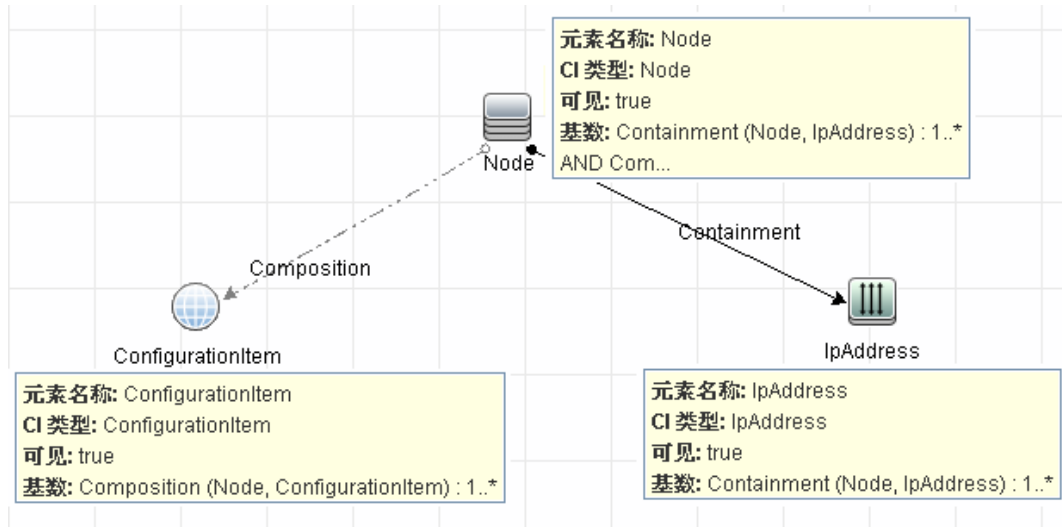 元素名称: Node
CI 类型: Node
可见: true
基数: Containment (Node, IpAddress) : 1..*
AND Com...
Node
Containment
Composition
ConfigurationItem
IpAddress
元素名称: ConfigurationItem
CI 类型: ConfigurationItem
可见: true
基数: Composition (Node, ConfigurationItem) : 1..*
元素名称: IpAddress
CI 类型: IpAddress
可见: true
基数: Containment (Node, IpAddress) : 1..*